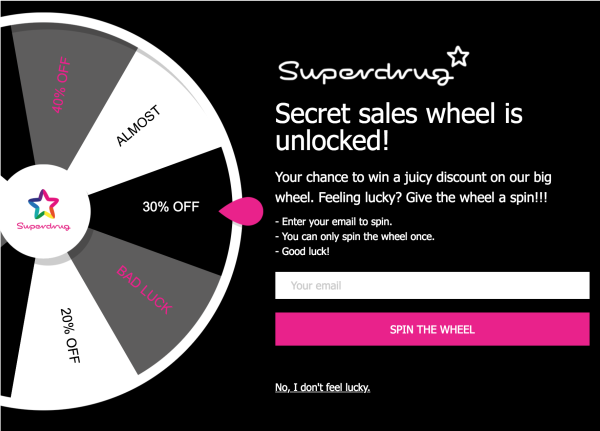 40% OFF
ALMOST
30% OFF
BAD LUCK
20% OFF
Superdrug
Superdrug
Secret sales wheel is
unlocked!
Your chance to win a juicy discount on our big
wheel. Feeling lucky? Give the wheel a spin!!!
- Enter your email to spin.
- You can only spin the wheel once.
- Good luck!
Your email
SPIN THE WHEEL
No, I don't feel lucky.